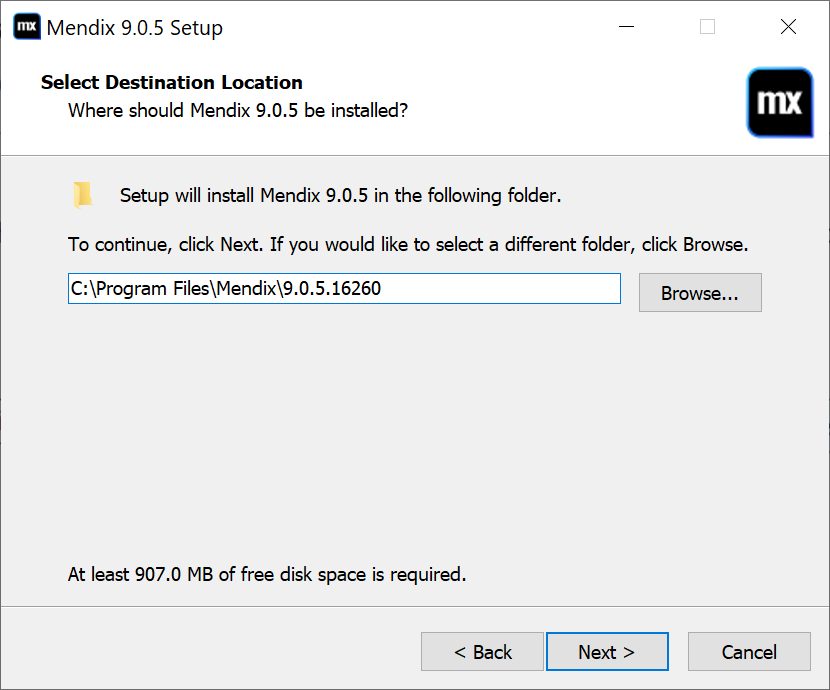 mx Mendix 9.0.5 Setup
Select Destination Location
Where should Mendix 9.0.5 be installed?
mx
Setup will install Mendix 9.0.5 in the following folder.
To continue, click Next. If you would like to select a different folder, click Browse.
C:\Program Files\Mendix\9.0.5.16260
Browse...
At least 907.0 MB of free disk space is required.
< Back Next > Cancel